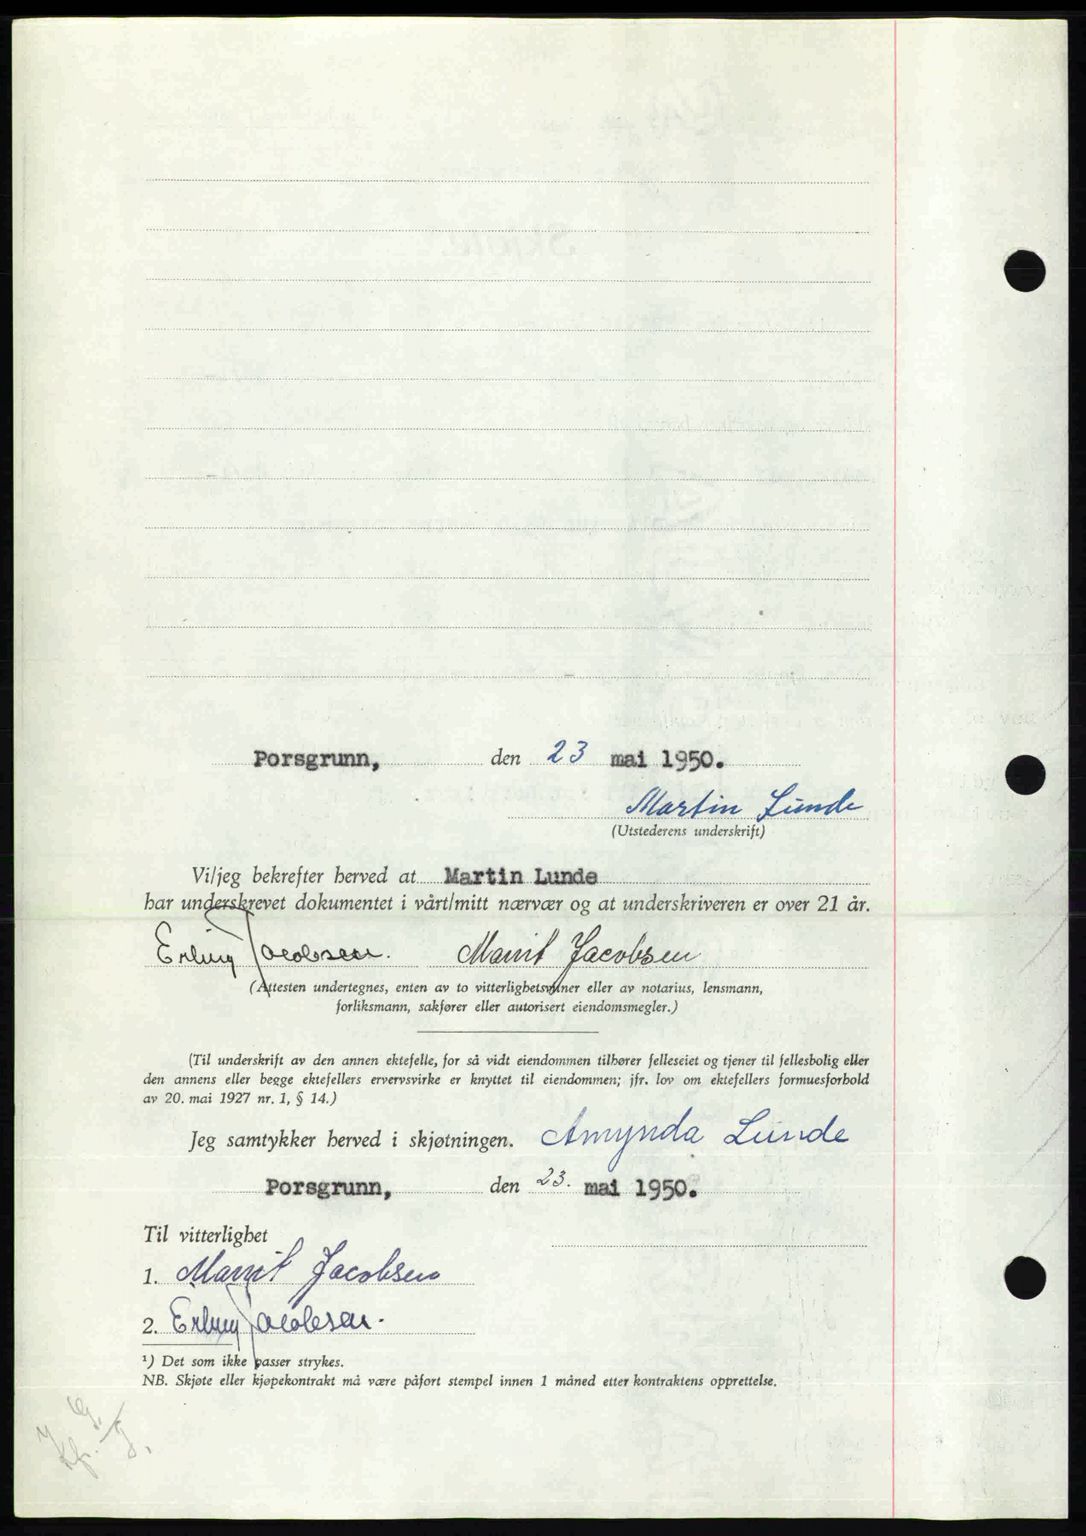 Porsgrunn, den 23 mai 1950.
Martin Lunde
(Utstederens underskrift)
Vi/jeg bekrefter herved at Martin Lunde
har underskrevet dokumentet i vårt/mitt nærvær og at underskriveren er over 21 år.
Erling Jacobsen. Marit Jacobsen
(Attesten undertegnes, enten av to vitterlighetsvitner eller av notarius, lensmann,
forliksmann, sakfører eller autorisert eiendomsmegler.)
(Til underskrift av den annen ektefelle, for så vidt eiendommen tilhører felleseiet og tjener til fellesbolig eller
den annens eller begge ektefellers ervervsvirke er knyttet til eiendommen; jfr. lov om ektefellers formuesforhold
av 20. mai 1927 nr. 1, § 14.)
Jeg samtykker herved i skjøtningen. Amynda Lunde
Porsgrunn, den 23. mai 1950.
Til vitterlighet
1. Marit Jacobsen
2. Erling Jacobsen.
¹) Det som ikke passer strykes.
NB. Skjøte eller kjøpekontrakt må være påført stempel innen 1 måned etter kontraktens opprettelse.